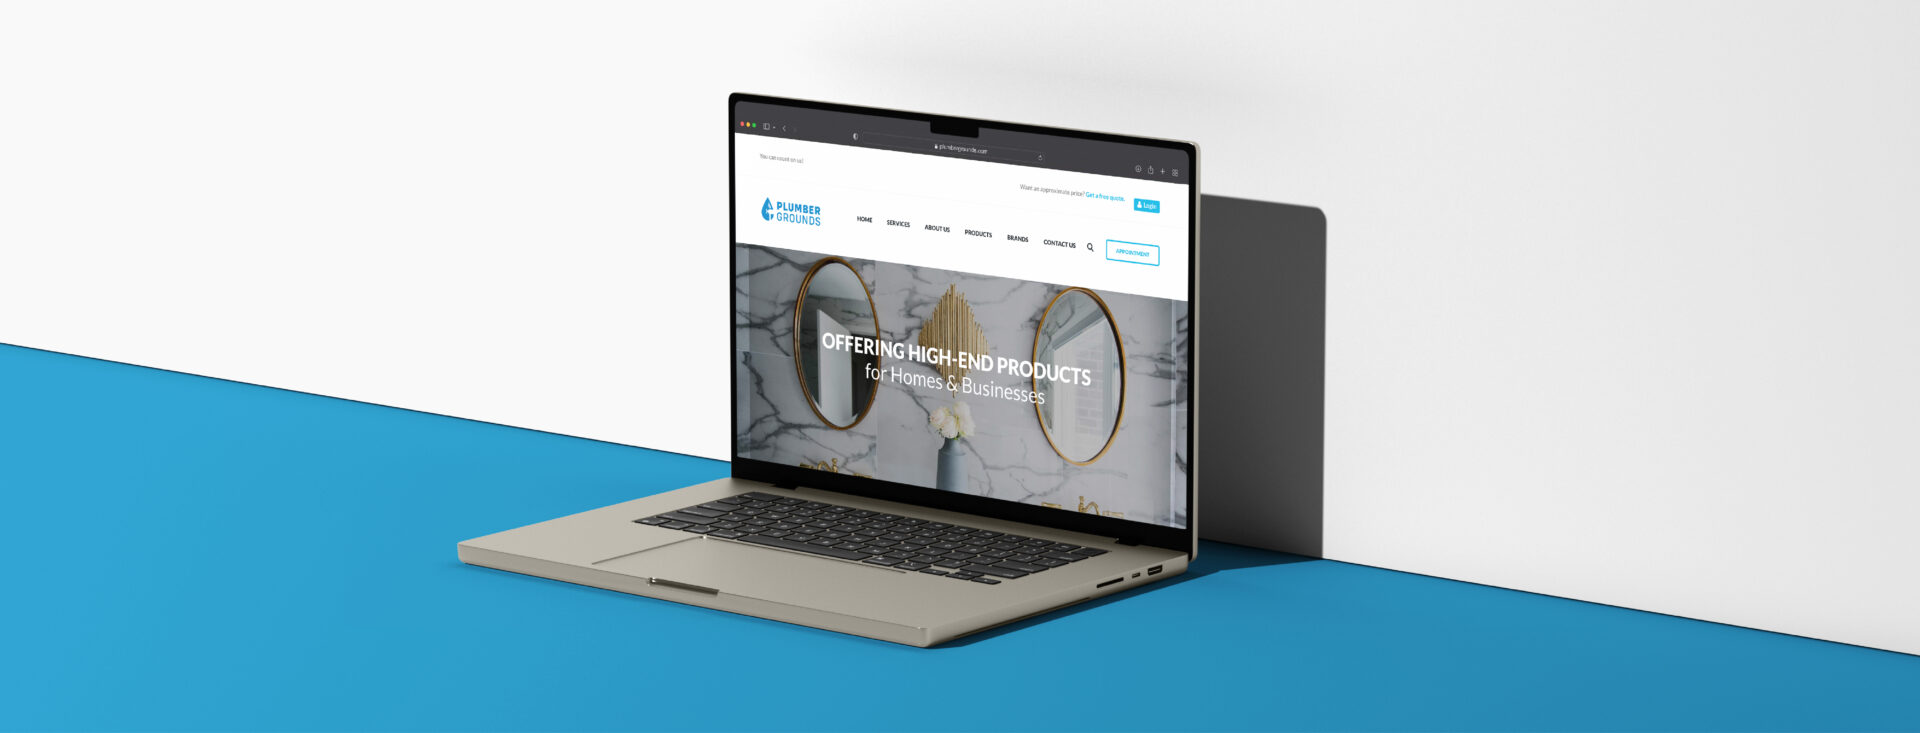 plumbergrounds.com
You can count on us!
Want an approximate price? Get a free quote. Login
PLUMBER
GROUNDS
HOME SERVICES ABOUT US PRODUCTS BRANDS CONTACT US APPOINTMENT
OFFERING HIGH-END PRODUCTS
for Homes & Businesses